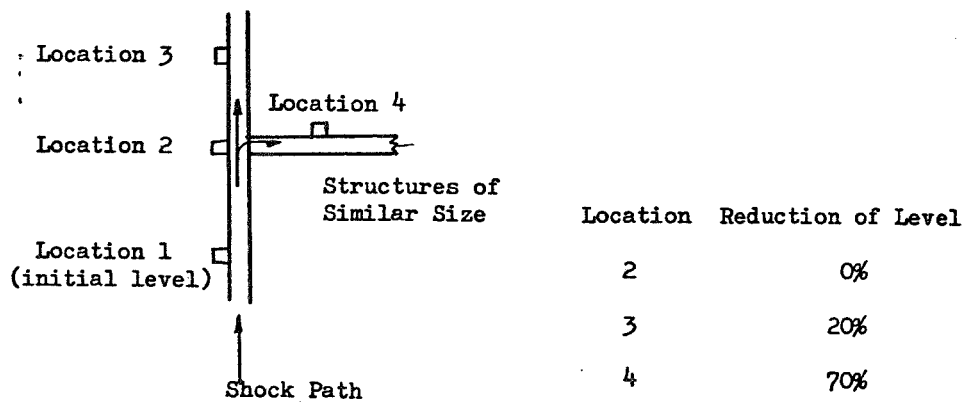 Location 3
Location 4
Location 2
Structures of
Similar Size
Location 1
(initial level)
Shock Path
Location Reduction of Level
2 0%
3 20%
4 70%